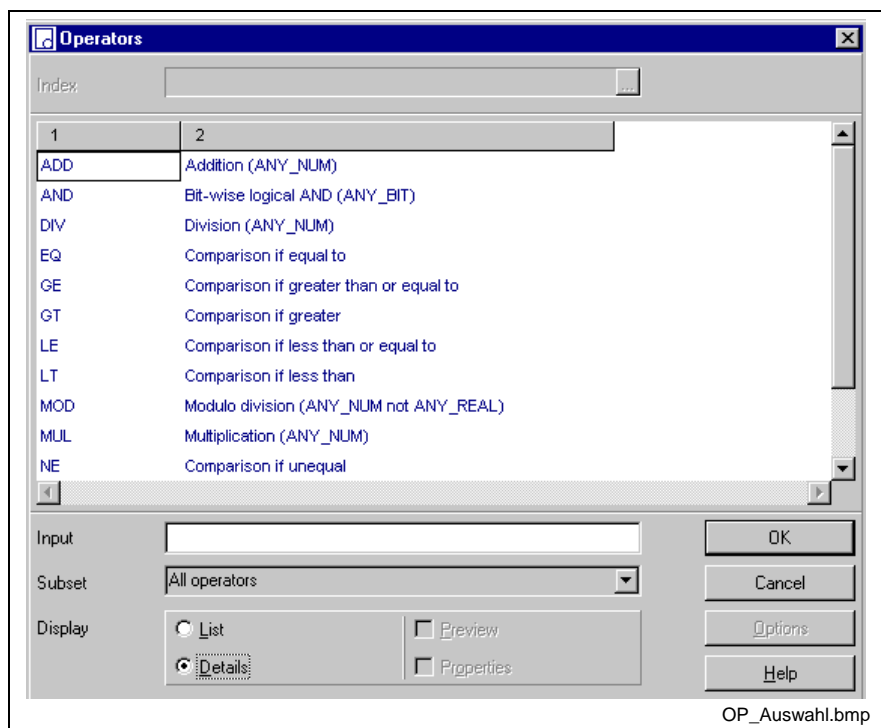 Operators
Index ...
1 2
ADD Addition (ANY_NUM)
AND Bit-wise logical AND (ANY_BIT)
DIV Division (ANY_NUM)
EQ Comparison if equal to
GE Comparison if greater than or equal to
GT Comparison if greater
LE Comparison if less than or equal to
LT Comparison if less than
MOD Modulo division (ANY_NUM not ANY_REAL)
MUL Multiplication (ANY_NUM)
NE Comparison if unequal
Input OK
Subset All operators Cancel
Display List Preview Options
Details Properties Help
OP_Auswahl.bmp